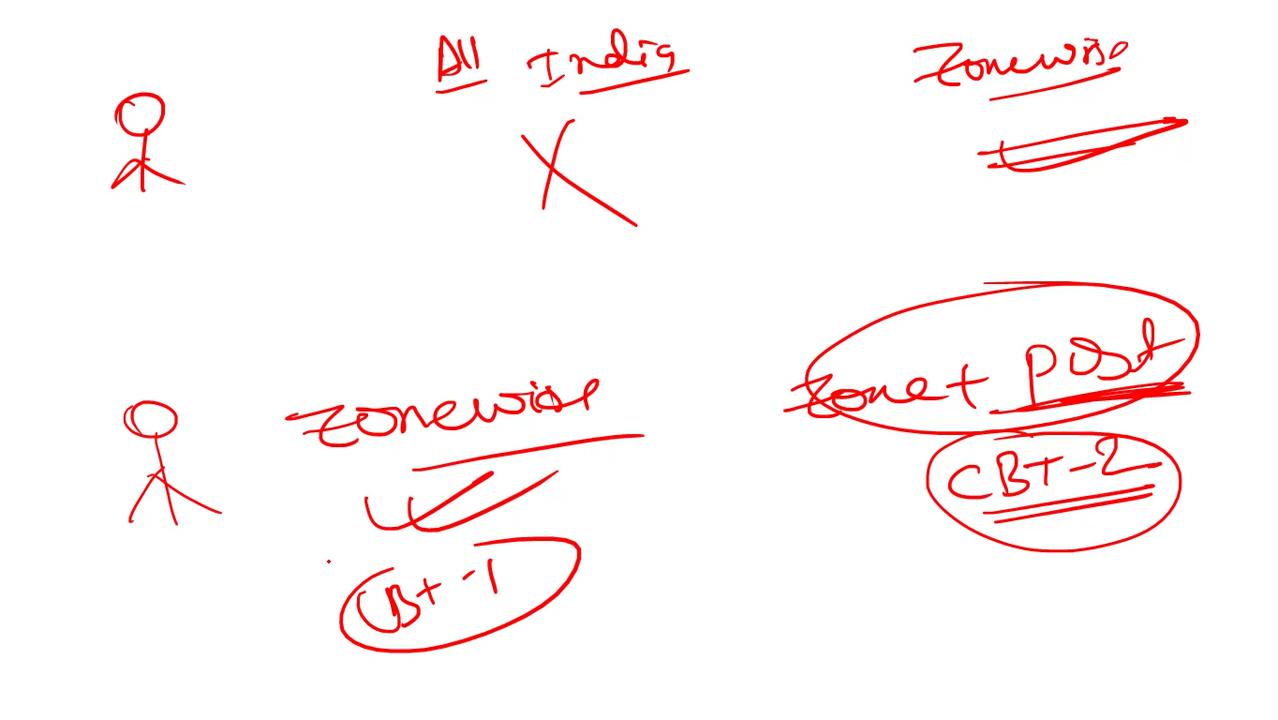 All India
Zonewise
Zonewise
Zone + Post
CBT-2
CBT-1